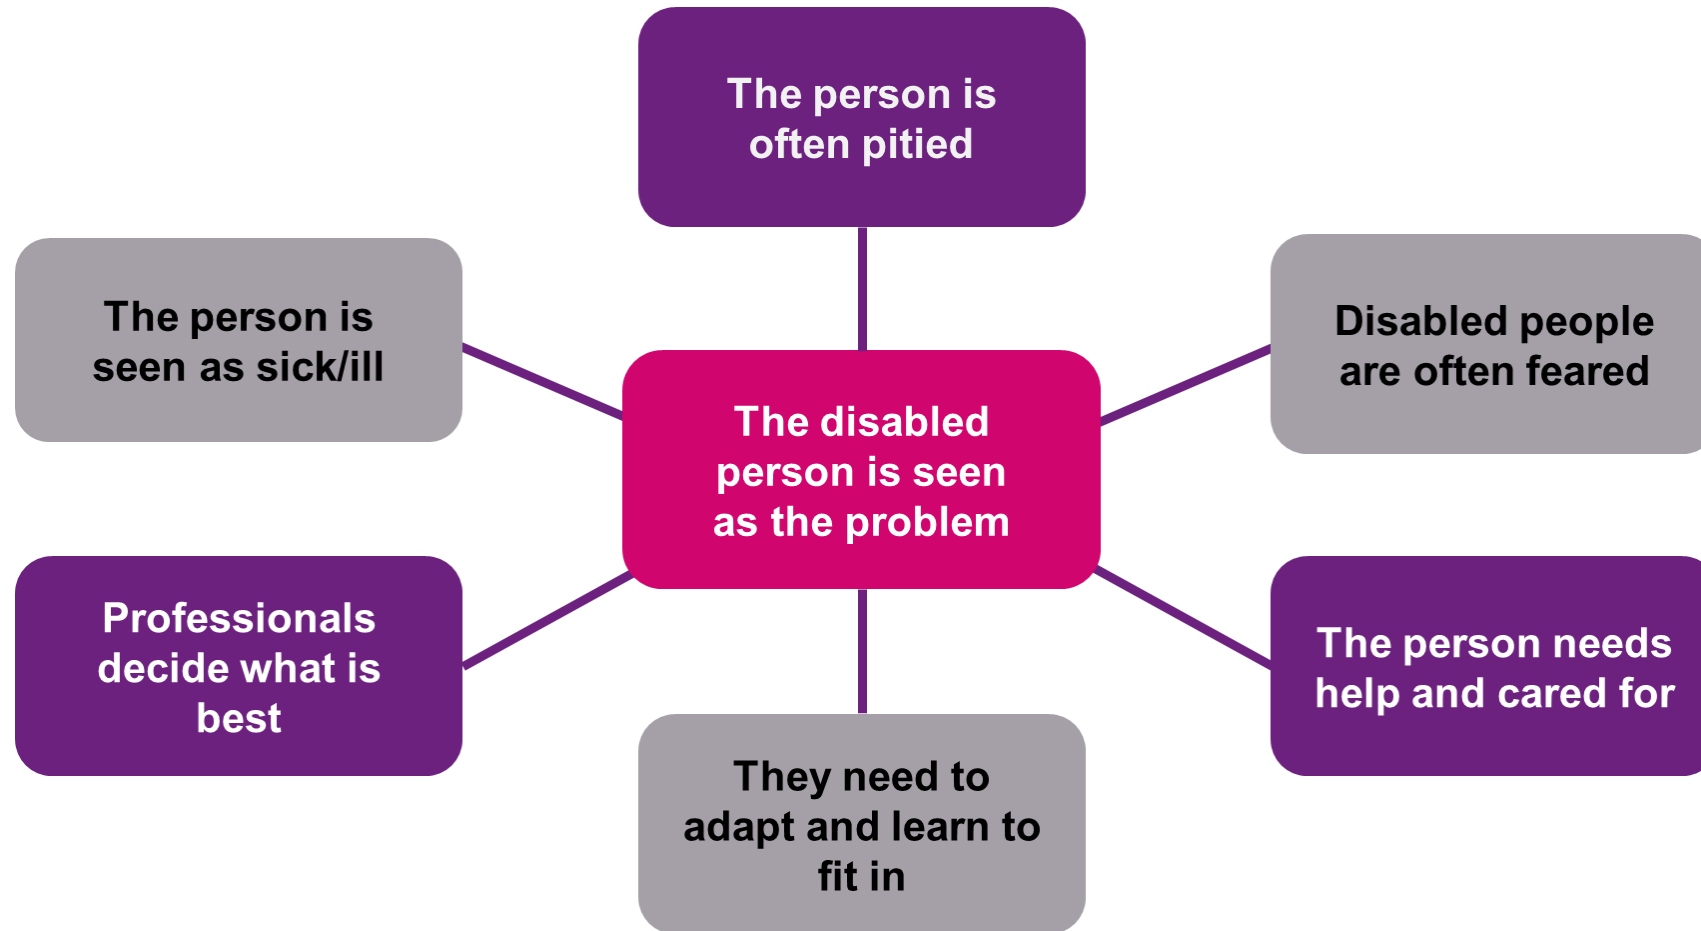 The person is
often pitied
The person is
seen as sick/ill
Disabled people
are often feared
The disabled
person is seen
as the problem
Professionals
decide what is
best
The person needs
help and cared for
They need to
adapt and learn to
fit in